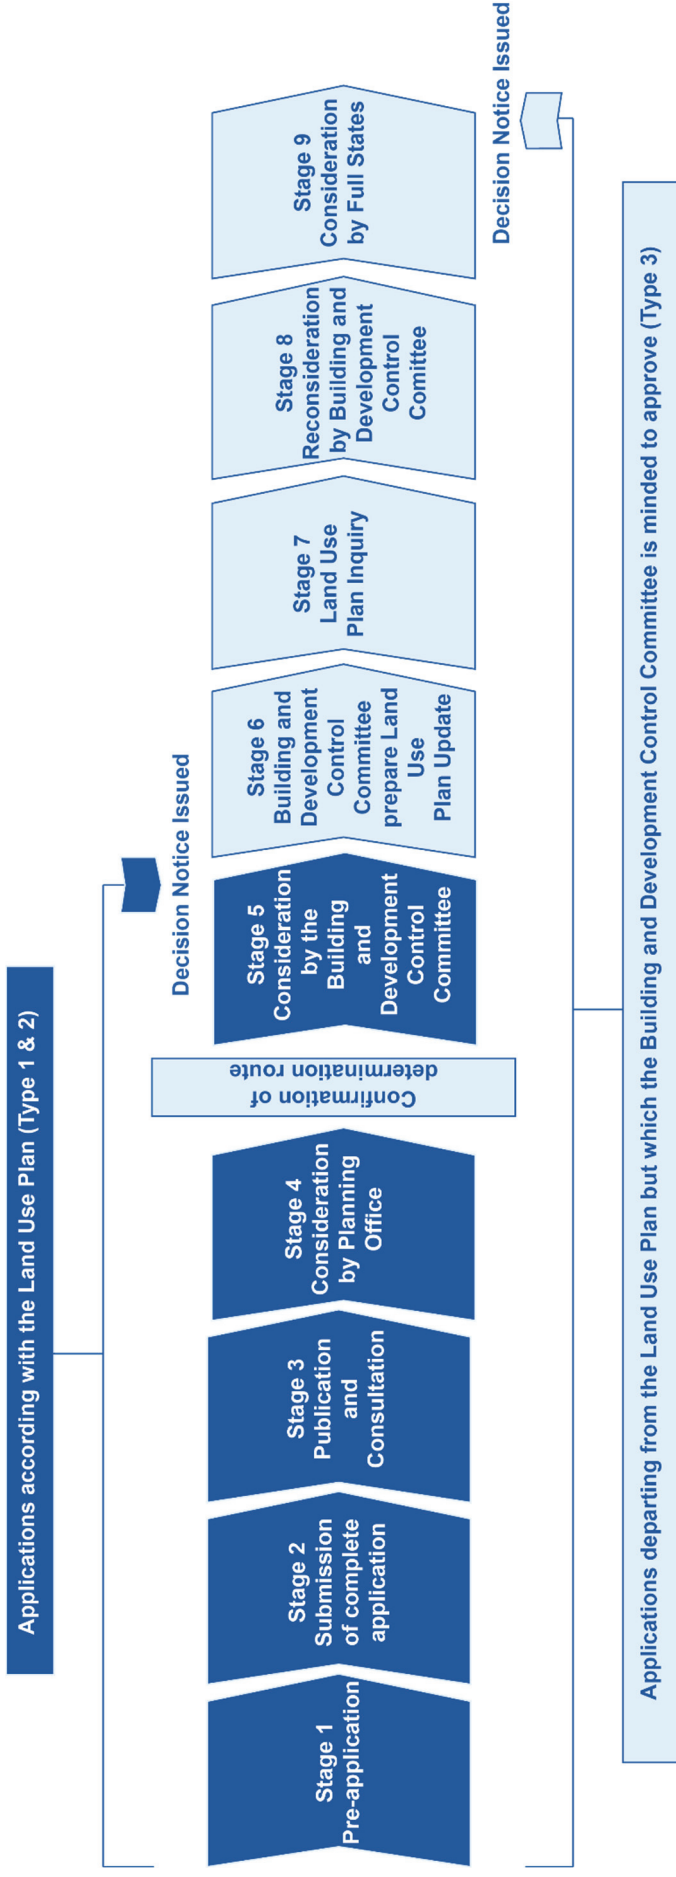 Applications according with the Land Use Plan (Type 1 & 2)
Decision Notice Issued
Stage 1
Pre-application
Stage 2
Submission
of complete
application
Stage 3
Publication
and
Consultation
Stage 4
Consideration
by Planning
Office
Confirmation of
determination route
Stage 5
Consideration
by the
Building
and
Development
Control
Committee
Stage 6
Building and
Development
Control
Committee
prepare Land
Use
Plan Update
Stage 7
Land Use
Plan Inquiry
Stage 8
Reconsideration
by Building and
Development
Control
Comittee
Stage 9
Consideration
by Full States
Decision Notice Issued
Applications departing from the Land Use Plan but which the Building and Development Control Committee is minded to approve (Type 3)